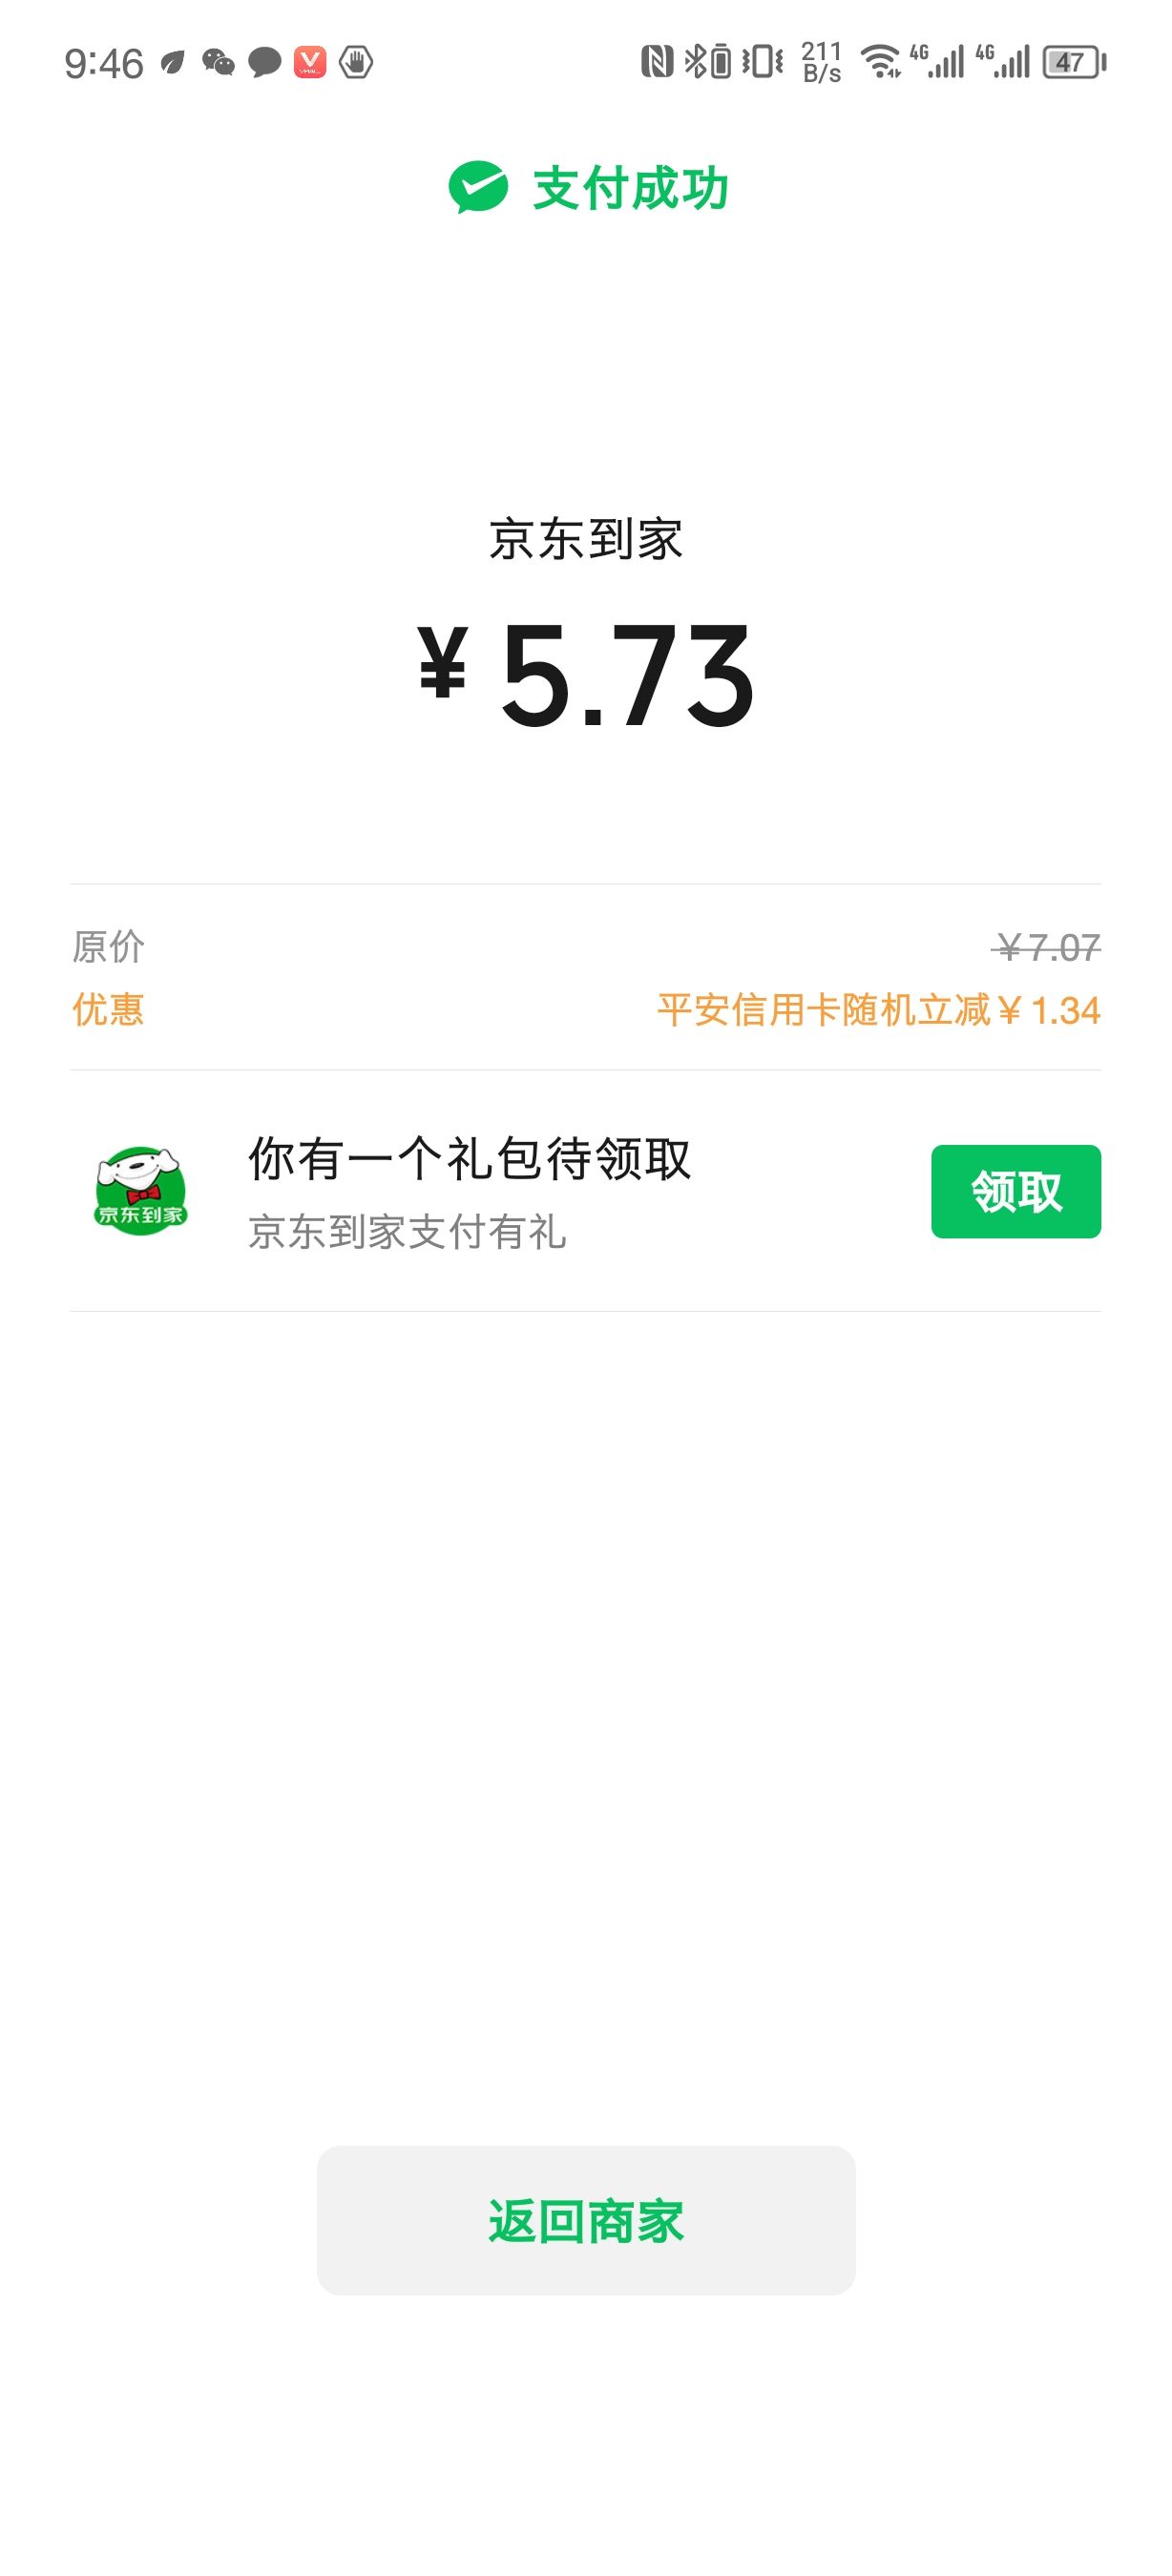 9:46
211 B/s
4G 4G 47
支付成功
京东到家
¥5.73
原价 ¥7.07
优惠 平安信用卡随机立减¥1.34
你有一个礼包待领取
京东到家
京东到家支付有礼
领取
返回商家